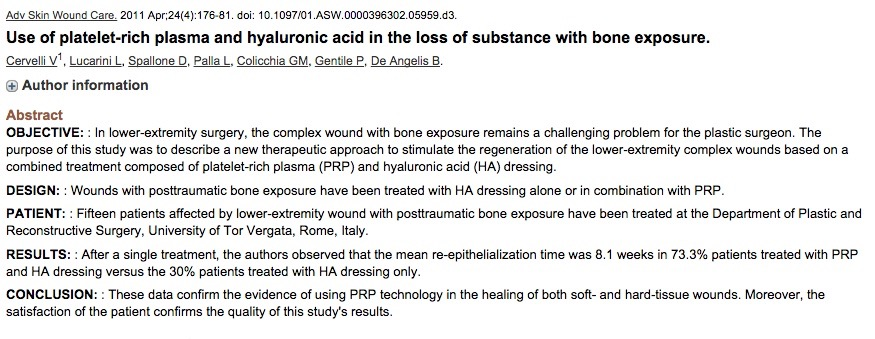 Adv Skin Wound Care. 2011 Apr;24(4):176-81. doi: 10.1097/01.ASW.0000396302.05959.d3.
Use of platelet-rich plasma and hyaluronic acid in the loss of substance with bone exposure.
Cervelli V1, Lucarini L, Spallone D, Palla L, Colicchia GM, Gentile P, De Angelis B.
Author information
Abstract
OBJECTIVE: : In lower-extremity surgery, the complex wound with bone exposure remains a challenging problem for the plastic surgeon. The
purpose of this study was to describe a new therapeutic approach to stimulate the regeneration of the lower-extremity complex wounds based on a
combined treatment composed of platelet-rich plasma (PRP) and hyaluronic acid (HA) dressing.
DESIGN: : Wounds with posttraumatic bone exposure have been treated with HA dressing alone or in combination with PRP.
PATIENT: : Fifteen patients affected by lower-extremity wound with posttraumatic bone exposure have been treated at the Department of Plastic and
Reconstructive Surgery, University of Tor Vergata, Rome, Italy.
RESULTS: : After a single treatment, the authors observed that the mean re-epithelialization time was 8.1 weeks in 73.3% patients treated with PRP
and HA dressing versus the 30% patients treated with HA dressing only.
CONCLUSION: : These data confirm the evidence of using PRP technology in the healing of both soft- and hard-tissue wounds. Moreover, the
satisfaction of the patient confirms the quality of this study's results.